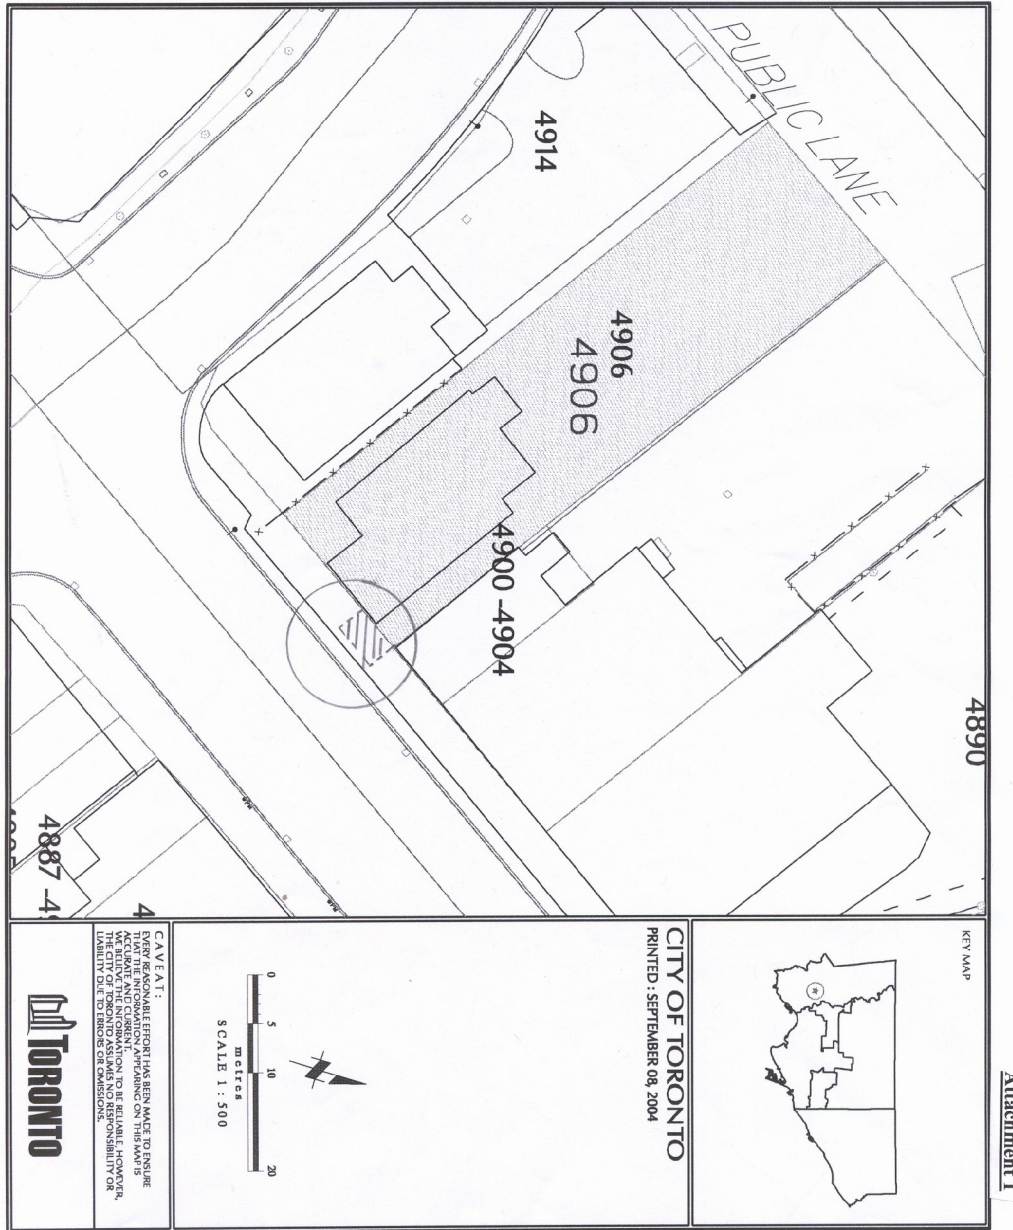 Attachment 1
PUBLIC LANE
4914
4906
4906
4900 -4904
4890
4887 -4
4
KEY MAP
CITY OF TORONTO
PRINTED : SEPTEMBER 08, 2004
0 5 10 20
metres
SCALE 1 : 500
CAVEAT :
EVERY REASONABLE EFFORT HAS BEEN MADE TO ENSURE
THAT THE INFORMATION APPEARING ON THIS MAP IS
ACCURATE AND CURRENT.
WE BELIEVE THE INFORMATION TO BE RELIABLE, HOWEVER,
THE CITY OF TORONTO ASSUMES NO RESPONSIBILITY OR
LIABILITY DUE TO ERRORS OR OMISSIONS.
TORONTO